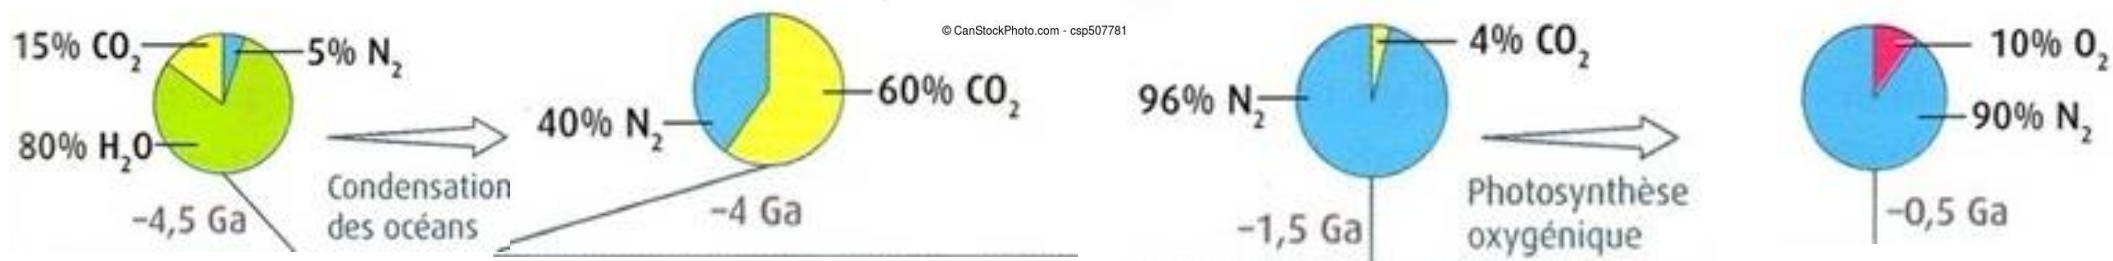 15% CO₂
5% N₂
80% H₂O
-4,5 Ga
Condensation
des océans
40% N₂
60% CO₂
-4 Ga
© CanStockPhoto.com - csp507781
96% N₂
4% CO₂
-1,5 Ga
Photosynthèse
oxygénique
10% O₂
90% N₂
-0,5 Ga